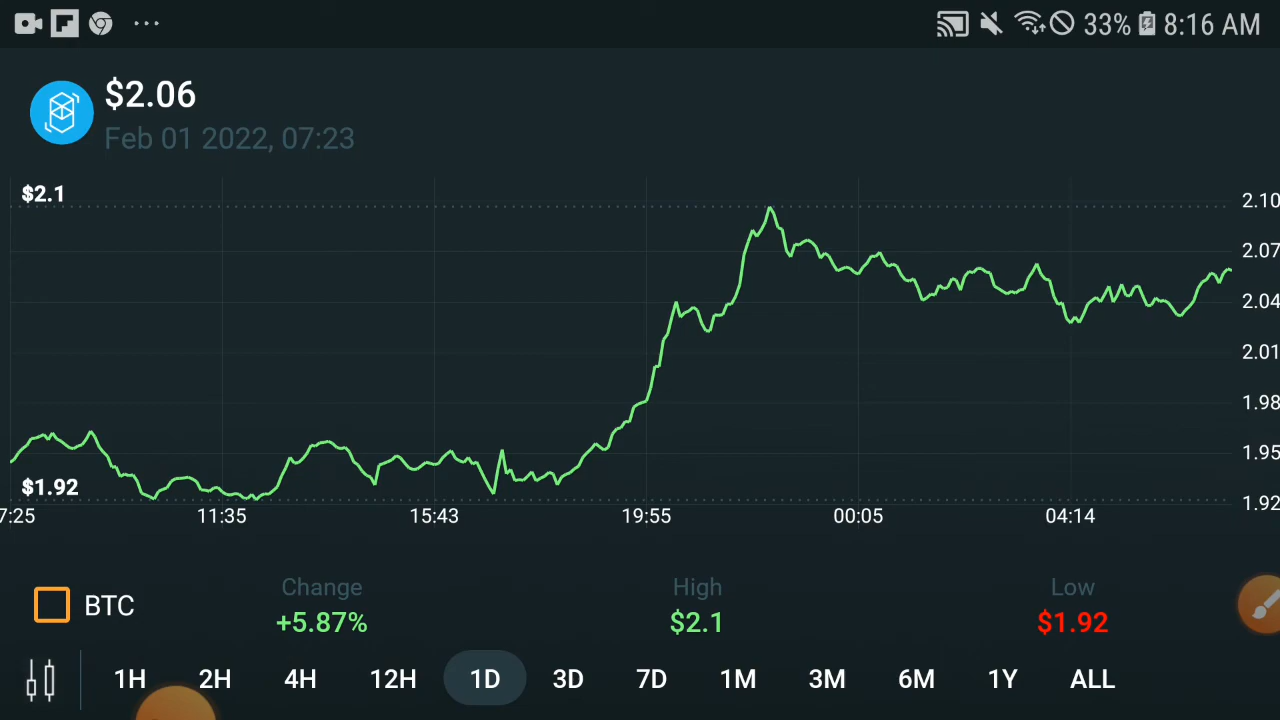 33% 8:16 AM
$2.06
Feb 01 2022, 07:23
$2.1
2.10
2.07
2.04
2.01
1.98
1.95
$1.92
1.92
7:25 11:35 15:43 19:55 00:05 04:14
Change High Low
BTC +5.87% $2.1 $1.92
1H 2H 4H 12H 1D 3D 7D 1M 3M 6M 1Y ALL